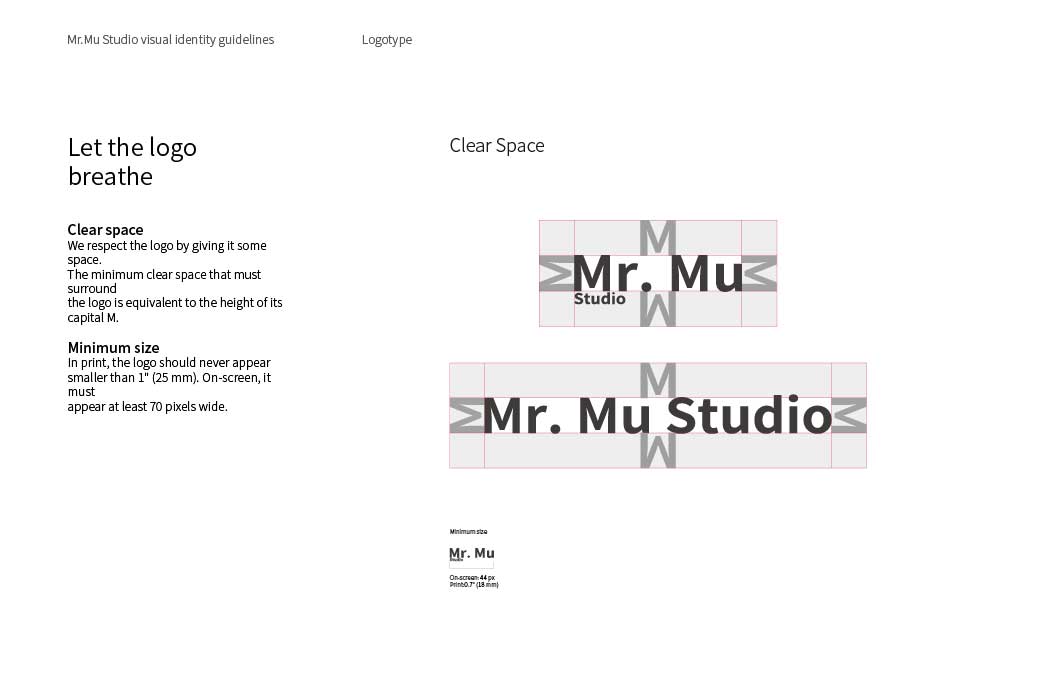 Mr.Mu Studio visual identity guidelines
Logotype
Let the logo
breathe
Clear space
We respect the logo by giving it some
space.
The minimum clear space that must
surround
the logo is equivalent to the height of its
capital M.
Minimum size
In print, the logo should never appear
smaller than 1" (25 mm). On-screen, it
must
appear at least 70 pixels wide.
Clear Space
M
M Mr. Mu M
Studio
M
M
M Mr. Mu Studio M
M
Minimum size
Mr. Mu
Studio
On-screen: 44 px
Print:0.7" (18 mm)